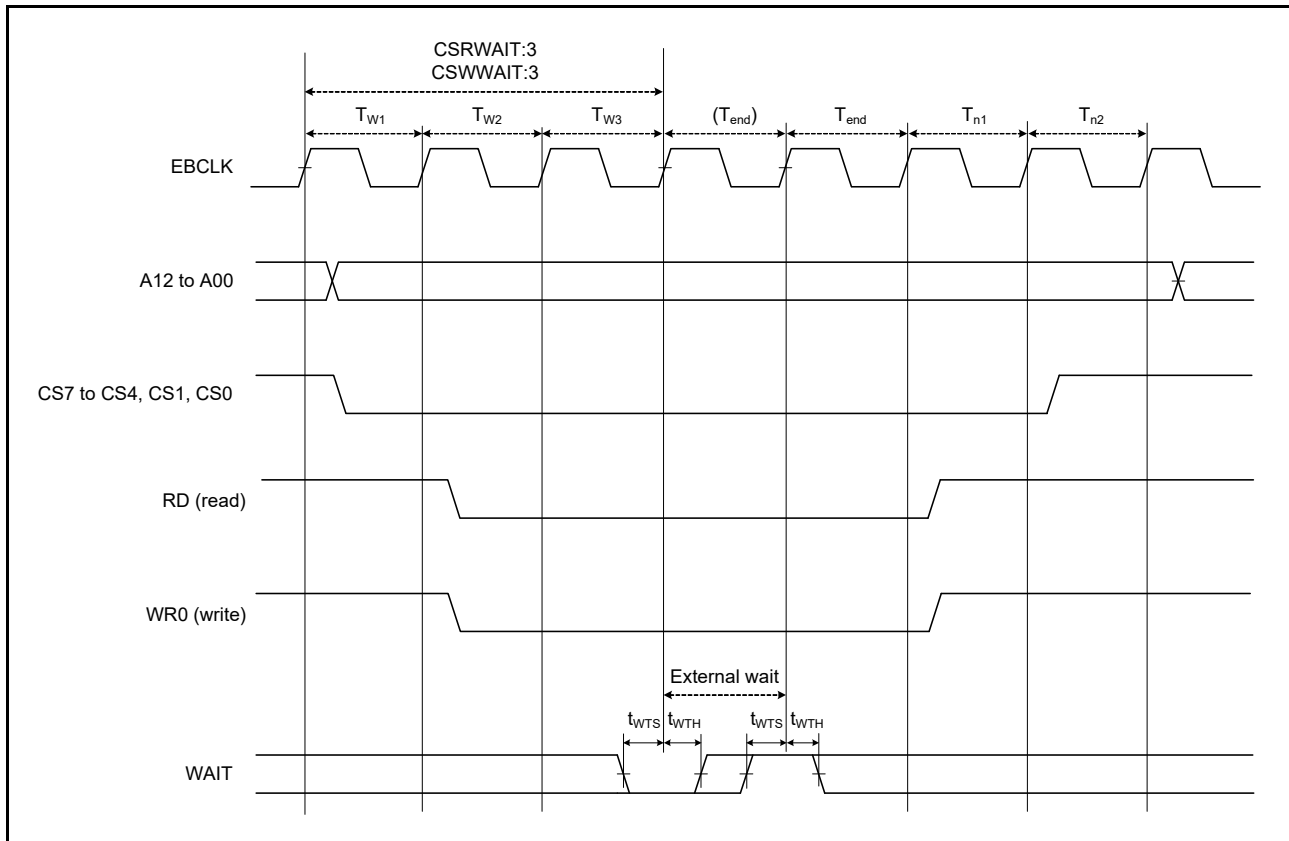 CSRWAIT:3
CSWWAIT:3
TW1 TW2 TW3 (Tend) Tend Tn1 Tn2
EBCLK
A12 to A00
CS7 to CS4, CS1, CS0
RD (read)
WR0 (write)
External wait
tWTS tWTH tWTS tWTH
WAIT